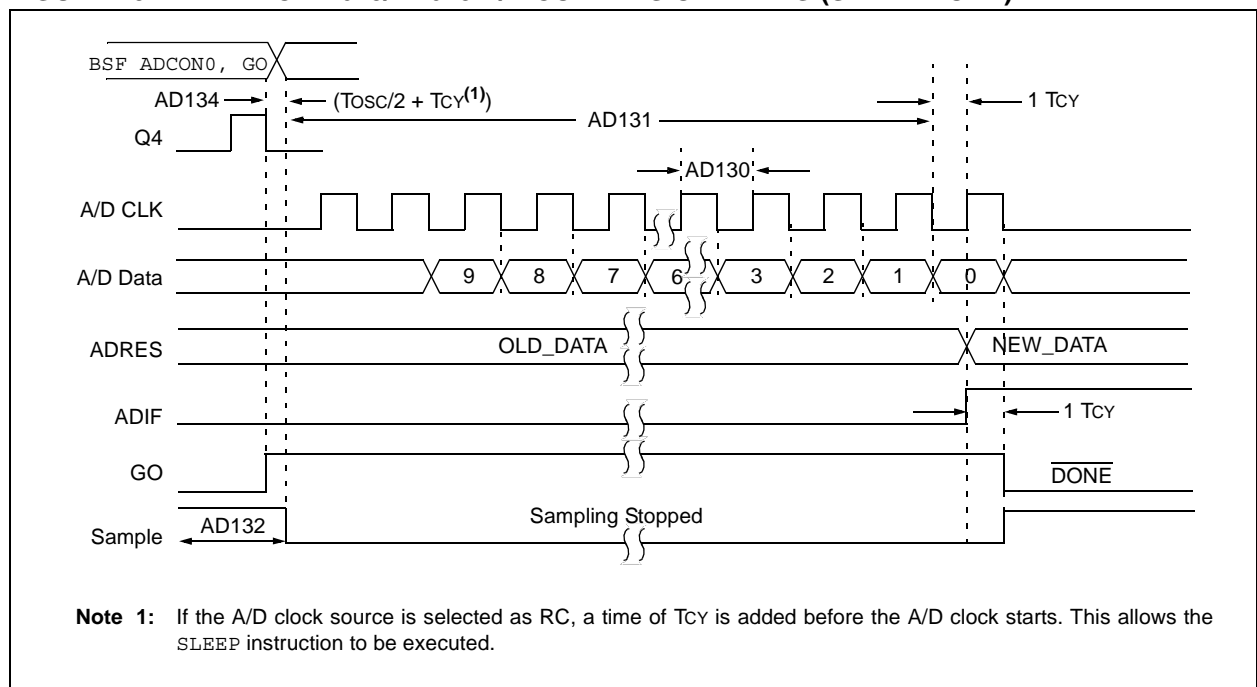 BSF ADCON0, GO
AD134 (TOSC/2 + TCY(1)) 1 TCY
AD131
Q4
AD130
A/D CLK
A/D Data 9 8 7 6 3 2 1 0
ADRES OLD_DATA NEW_DATA
ADIF 1 TCY
GO DONE
Sample AD132 Sampling Stopped
Note 1: If the A/D clock source is selected as RC, a time of TCY is added before the A/D clock starts. This allows the
SLEEP instruction to be executed.